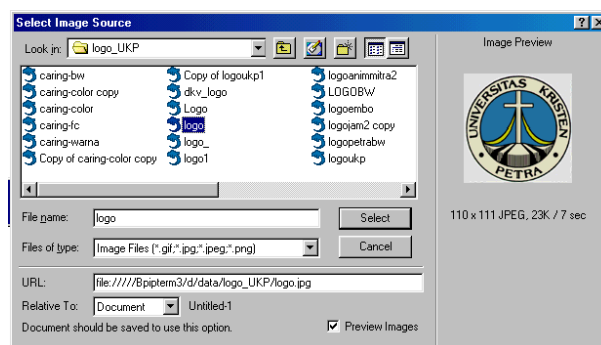 Select Image Source
Look in: logo_UKP
Image Preview
caring-bw
caring-color copy
caring-color
caring-fc
caring-warna
Copy of caring-color copy
Copy of logoukp1
dkv_logo
Logo
logo
logo_
logo1
logoanimmitra2
LOGOBW
logoembo
logojam2 copy
logopetrabw
logoukp
UNIVERSITAS KRISTEN
PETRA
110 x 111 JPEG, 23K / 7 sec
File name: logo Select
Files of type: Image Files (*.gif;*.jpg;*.jpeg;*.png) Cancel
URL: file://///Bpipterm3/d/data/logo_UKP/logo.jpg
Relative To: Document Untitled-1
Document should be saved to use this option. Preview Images